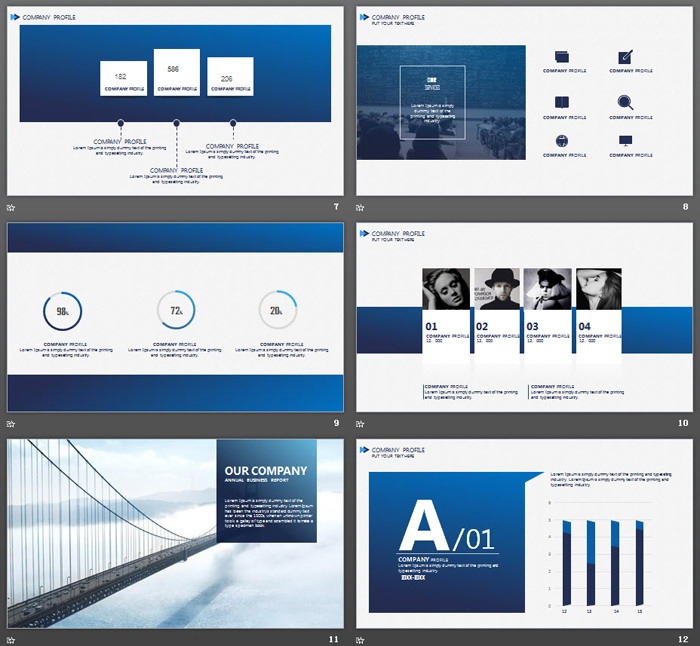 COMPANY PROFILE
182
586
206
COMPANY PROFILE
COMPANY PROFILE
COMPANY PROFILE
COMPANY PROFILE
Lorem Ipsum is simply dummy text of the printing
and typesetting industry.
COMPANY PROFILE
Lorem Ipsum is simply dummy text of the printing
and typesetting industry.
COMPANY PROFILE
Lorem Ipsum is simply dummy text of the printing
and typesetting industry.
7
COMPANY PROFILE
PUT YOUR TEXT HERE
Lorem Ipsum is simply
dummy text of the
printing and typesetting
industry.
COMPANY PROFILE
COMPANY PROFILE
COMPANY PROFILE
COMPANY PROFILE
COMPANY PROFILE
COMPANY PROFILE
8
98%
72%
20%
COMPANY PROFILE
Lorem Ipsum is simply dummy text of the printing
and typesetting industry.
COMPANY PROFILE
Lorem Ipsum is simply dummy text of the printing
and typesetting industry.
COMPANY PROFILE
Lorem Ipsum is simply dummy text of the printing
and typesetting industry.
9
COMPANY PROFILE
PUT YOUR TEXT HERE
01
COMPANY PROFILE
12. 000
02
COMPANY PROFILE
12. 000
03
COMPANY PROFILE
12. 000
04
COMPANY PROFILE
12. 000
COMPANY PROFILE
Lorem Ipsum is simply dummy text of the printing
and typesetting industry.
COMPANY PROFILE
Lorem Ipsum is simply dummy text of the printing
and typesetting industry.
10
OUR COMPANY
ANNUAL BUSINESS REPORT
Lorem Ipsum is simply dummy text of the
printing and typesetting industry. Lorem
Ipsum has been the industry's standard dummy text
ever since the 1500s, when an unknown printer
took a galley of type and scrambled it to make a
type specimen book.
11
COMPANY PROFILE
PUT YOUR TEXT HERE
A/01
COMPANY PROFILE
Lorem Ipsum is simply dummy text of the printing and
typesetting industry.
Lorem Ipsum is simply dummy text of the printing and typesetting
industry. Lorem Ipsum is simply dummy text of the printing and
typesetting industry.
6
5
4
3
2
1
0
12
13
14
15
12